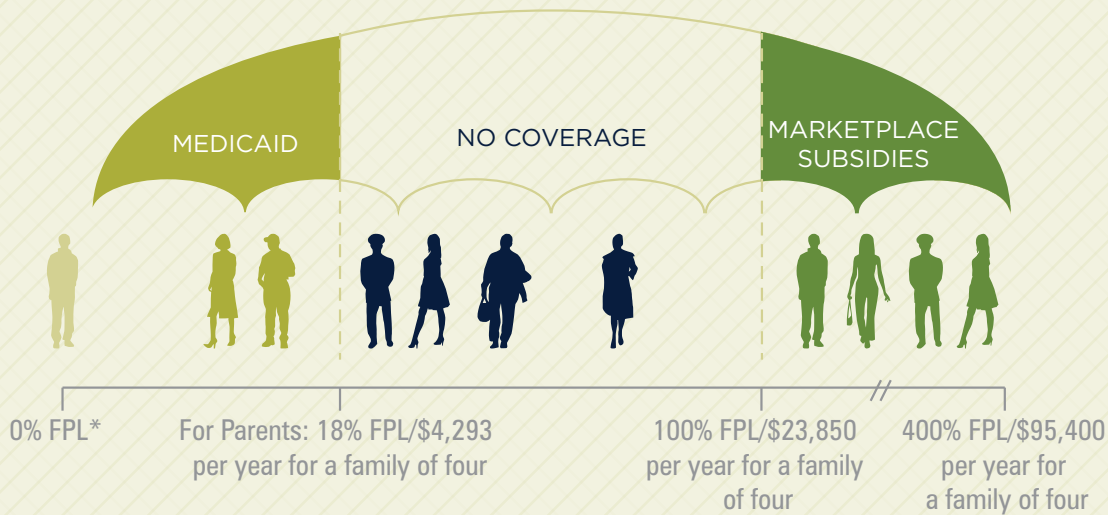 MEDICAID
NO COVERAGE
MARKETPLACE
SUBSIDIES
0% FPL*
For Parents: 18% FPL/$4,293
per year for a family of four
100% FPL/$23,850
per year for a family
of four
400% FPL/$95,400
per year for
a family of four